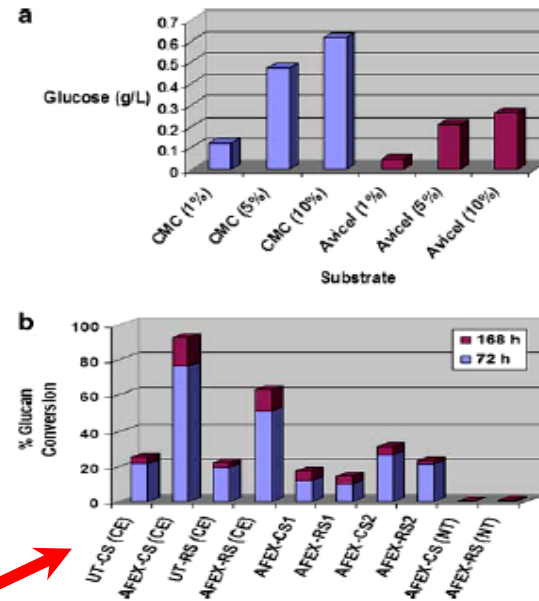 a
0.7
0.6
0.5
0.4
0.3
0.2
0.1
0
Glucose (g/L)
CMC (1%)
CMC (5%)
CMC (10%)
Avicel (1%)
Avicel (5%)
Avicel (10%)
Substrate
b
100
80
60
40
20
0
% Glucan
Conversion
168 h
72 h
UT-CS (CE)
AFEX-CS (CE)
UT-RS (CE)
AFEX-RS (CE)
AFEX-CS1
AFEX-RS1
AFEX-CS2
AFEX-RS2
AFEX-CS (NT)
AFEX-RS (NT)